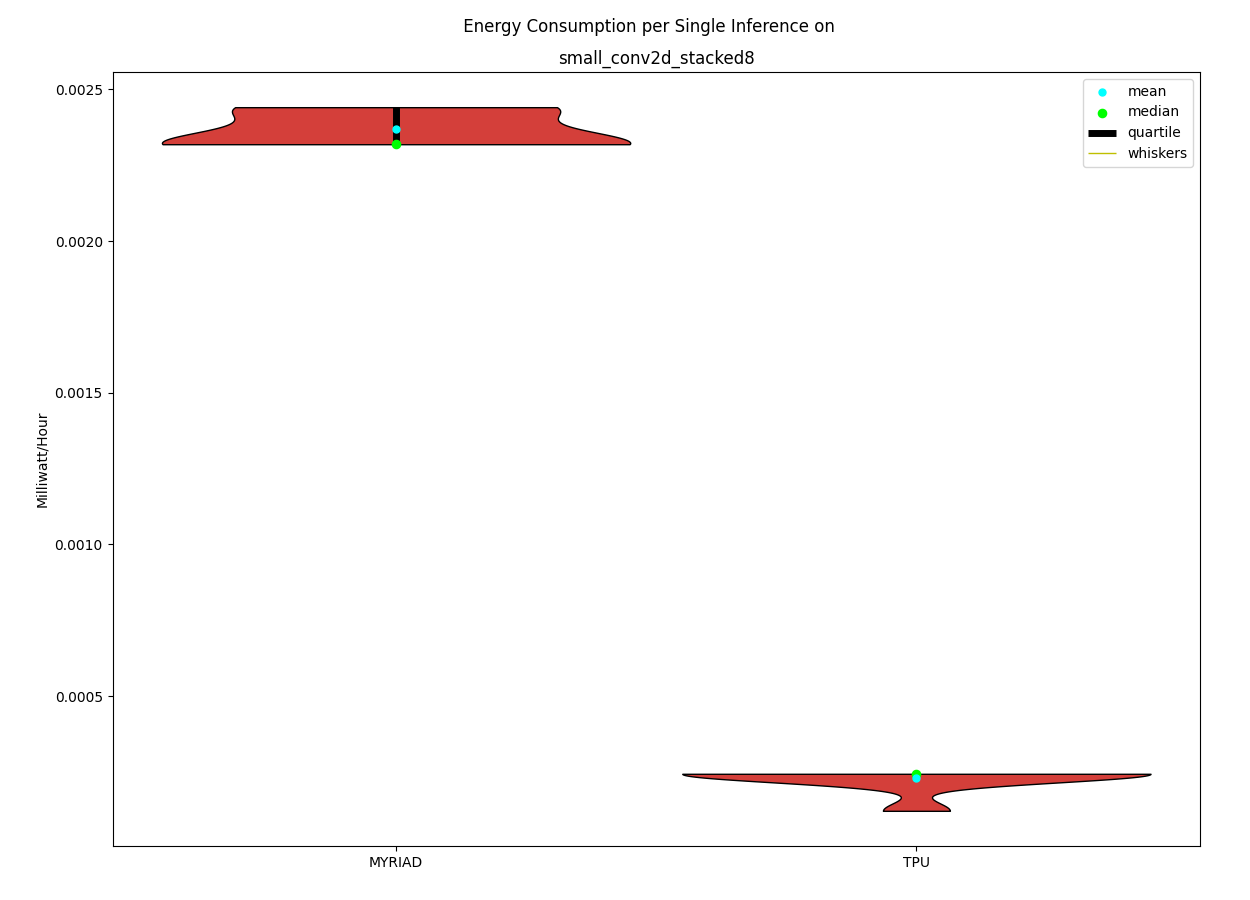 Energy Consumption per Single Inference on
small_conv2d_stacked8
mean
median
quartile
whiskers
0.0025
0.0020
0.0015
0.0010
0.0005
Milliwatt/Hour
MYRIAD
TPU